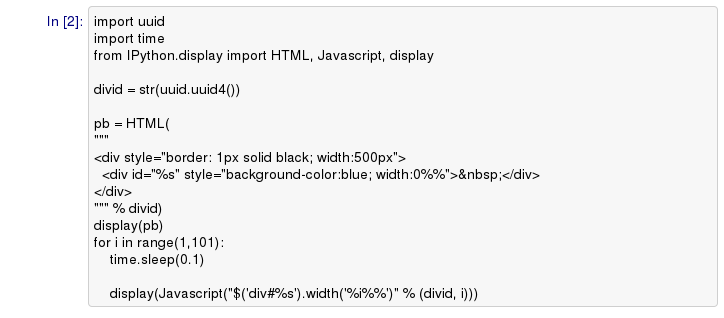 In [2]: import uuid
import time
from IPython.display import HTML, Javascript, display

divid = str(uuid.uuid4())

pb = HTML(
"""
<div style="border: 1px solid black; width:500px">
  <div id="%s" style="background-color:blue; width:0%%">&nbsp;</div>
</div>
""" % divid)
display(pb)
for i in range(1,101):
    time.sleep(0.1)

    display(Javascript("$('div#%s').width('%i%%')" % (divid, i)))